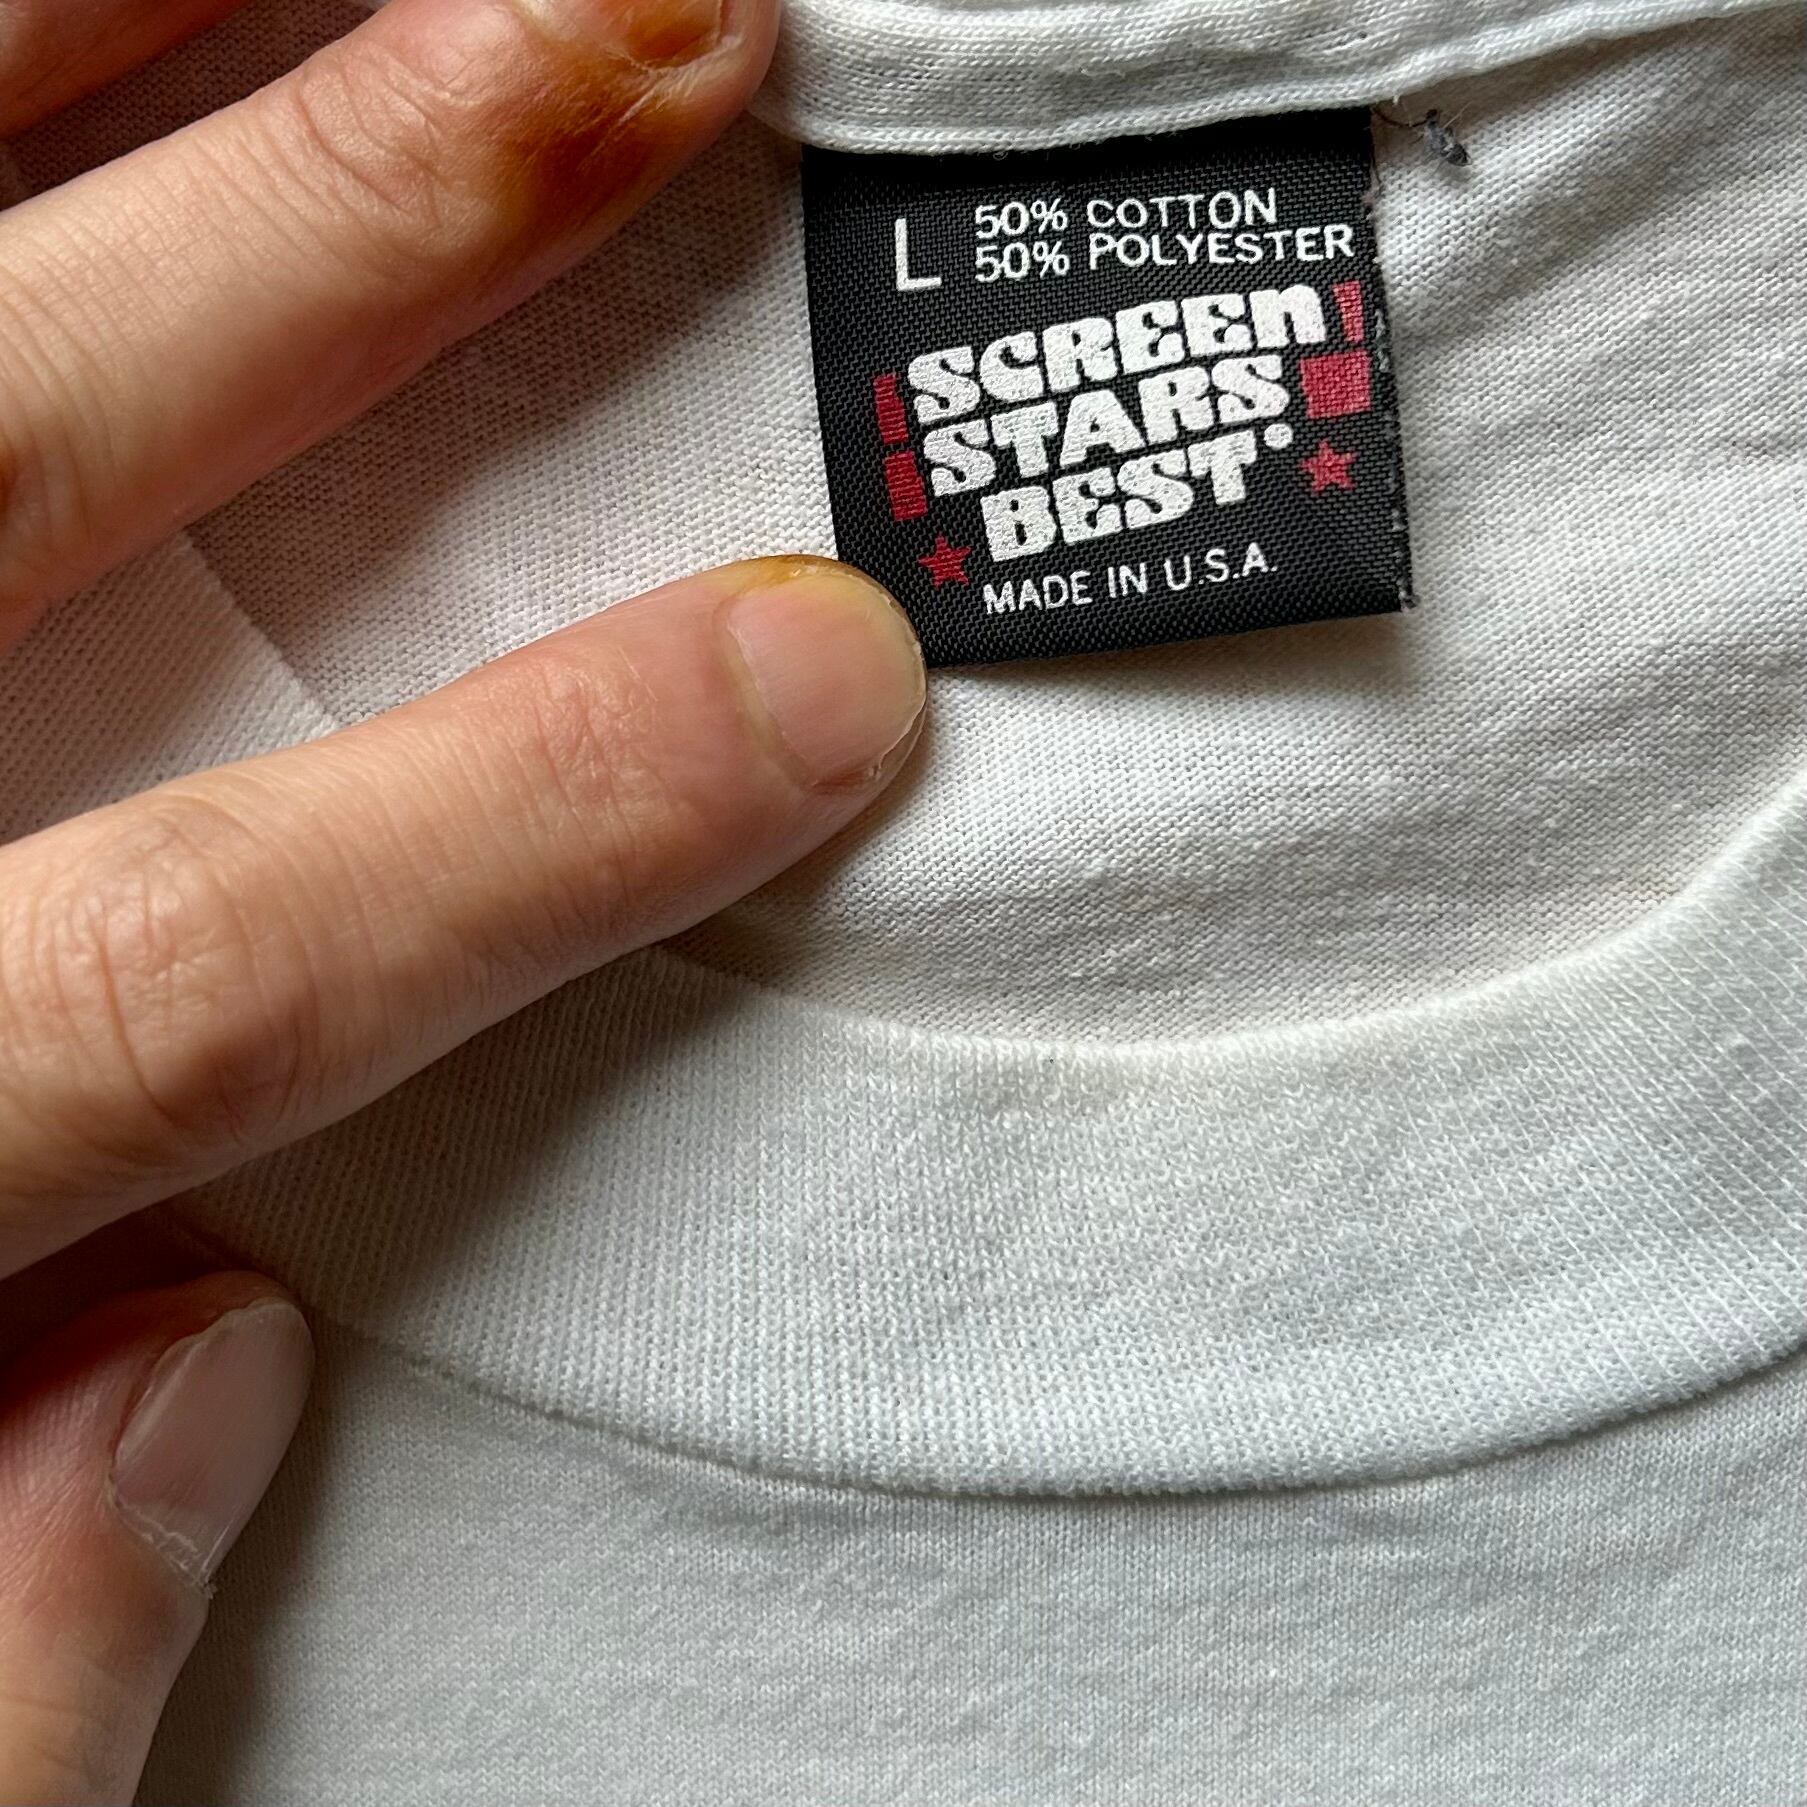 L 50% COTTON
50% POLYESTER
SCREEN
STARS
BEST
MADE IN U.S.A.